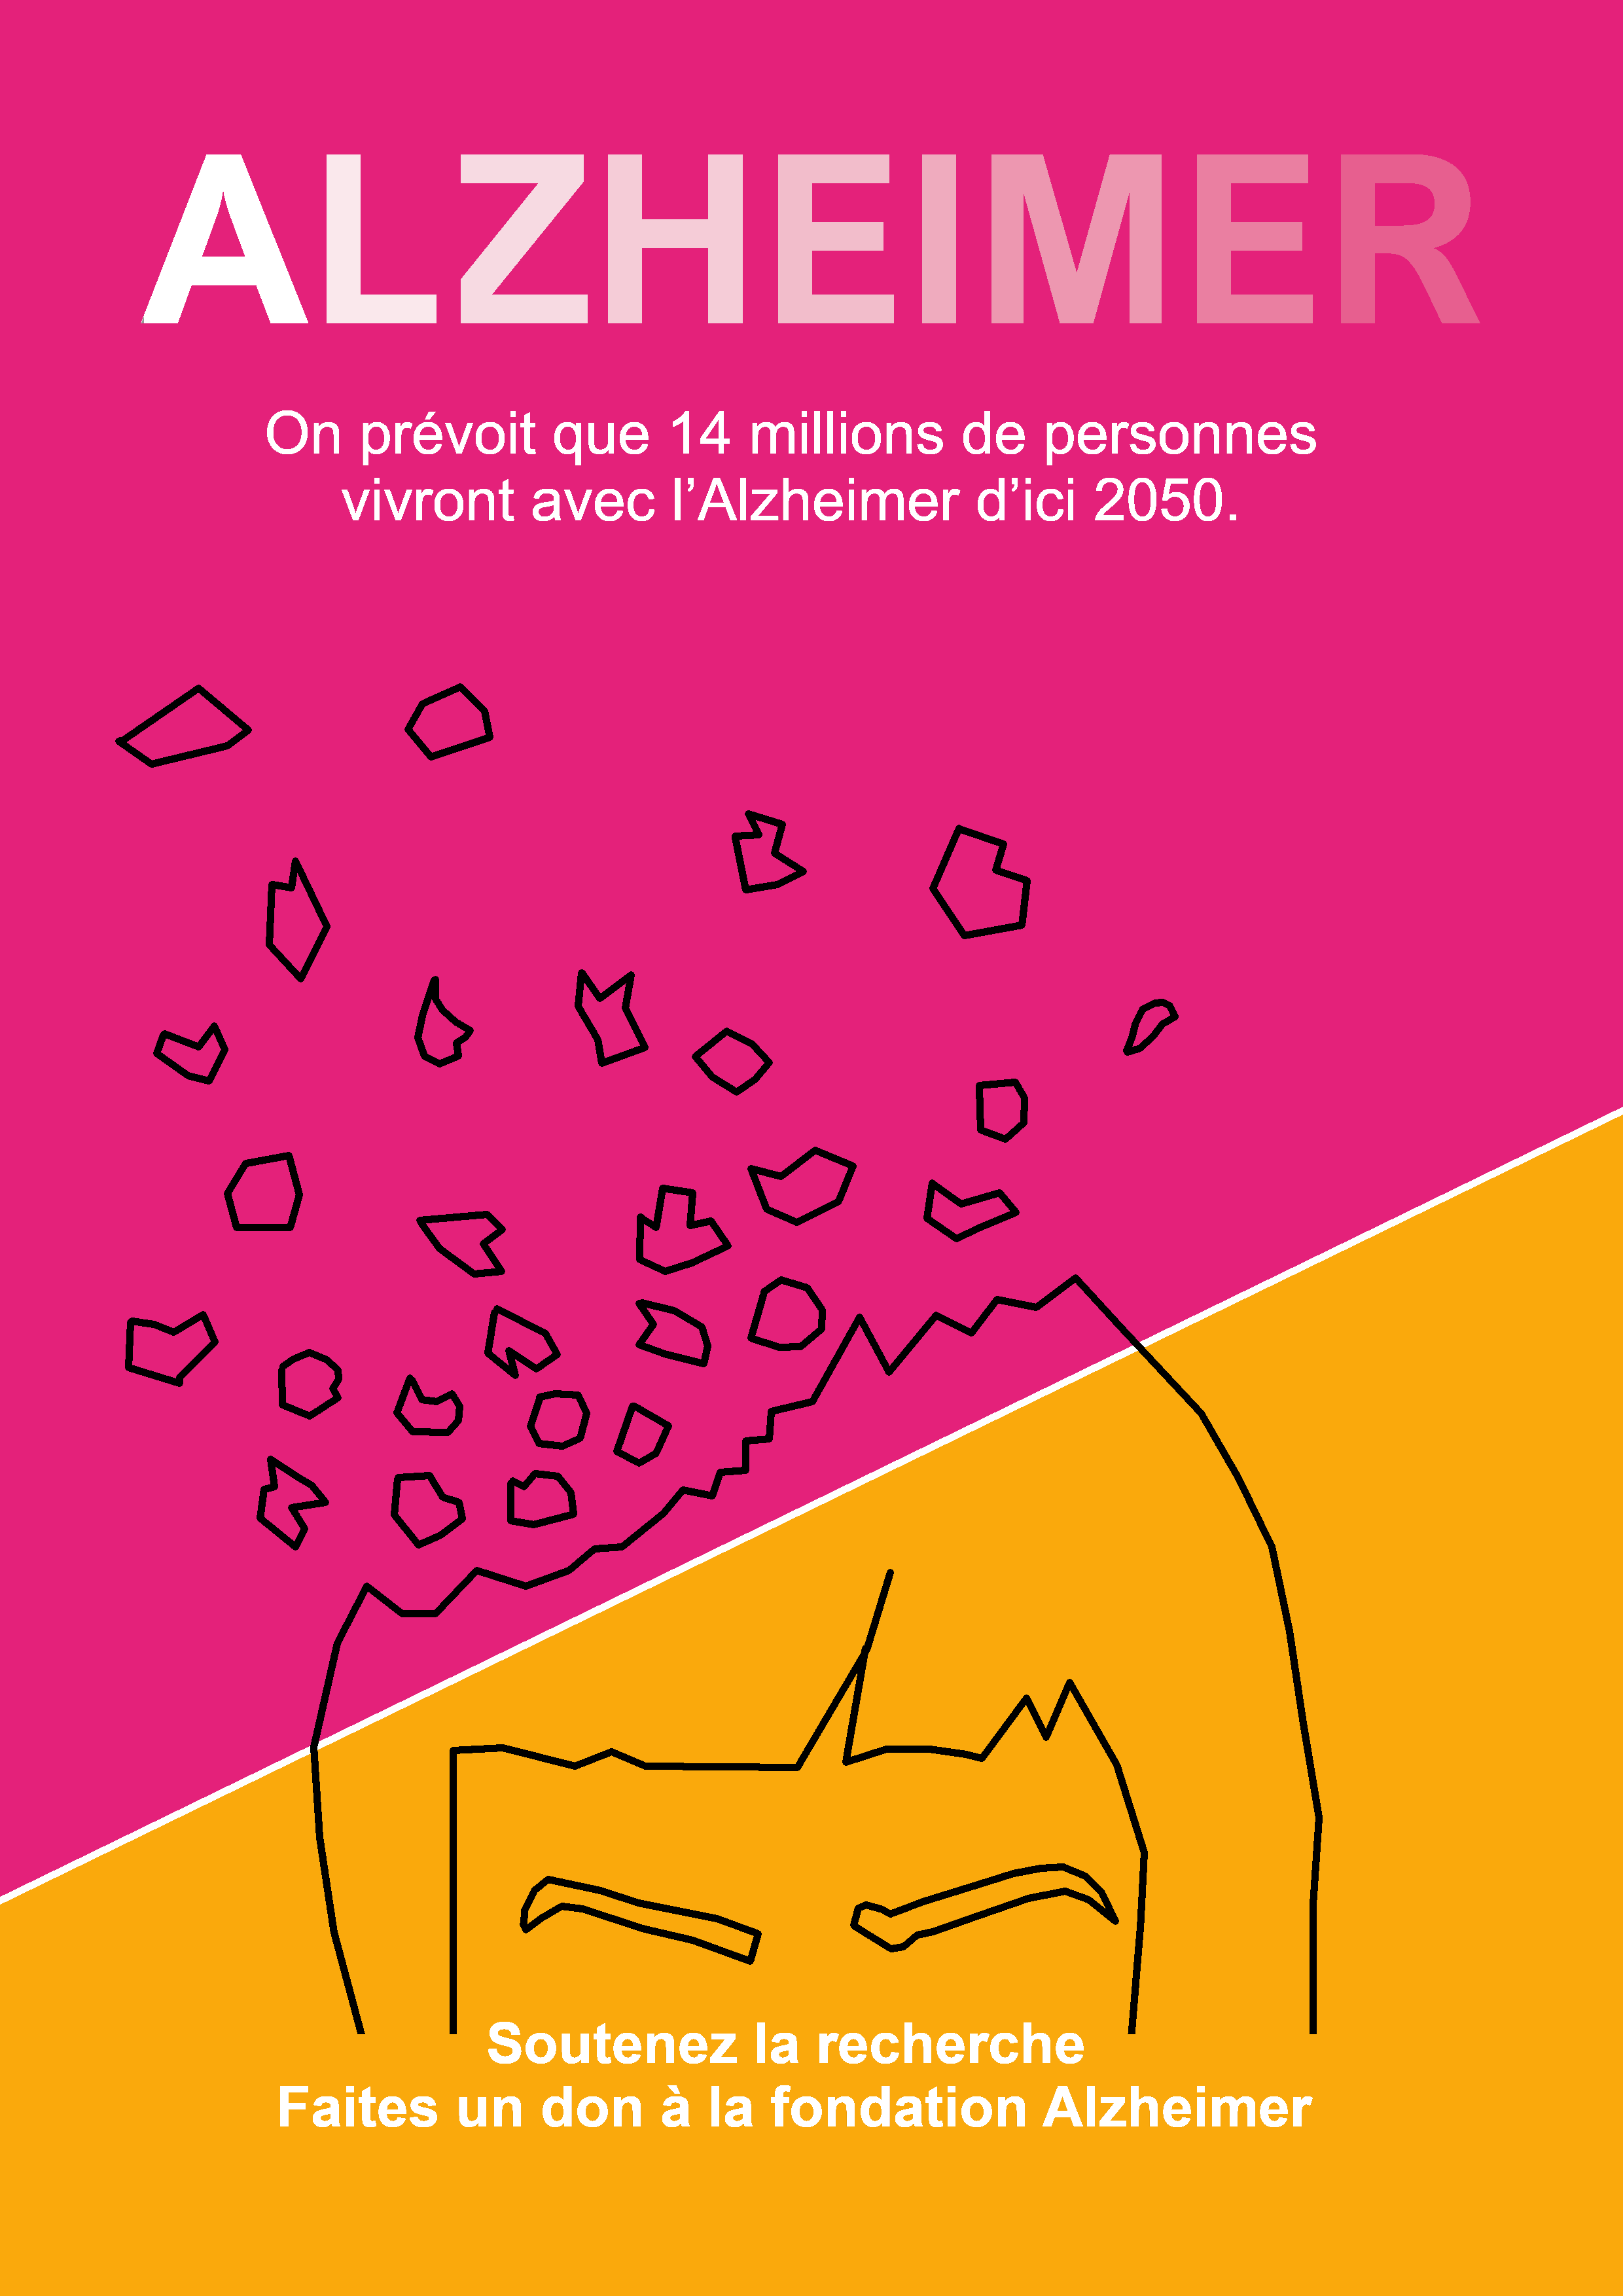 ALZHEIMER
On prévoit que 14 millions de personnes
vivront avec l’Alzheimer d’ici 2050.
Soutenez la recherche
Faites un don à la fondation Alzheimer